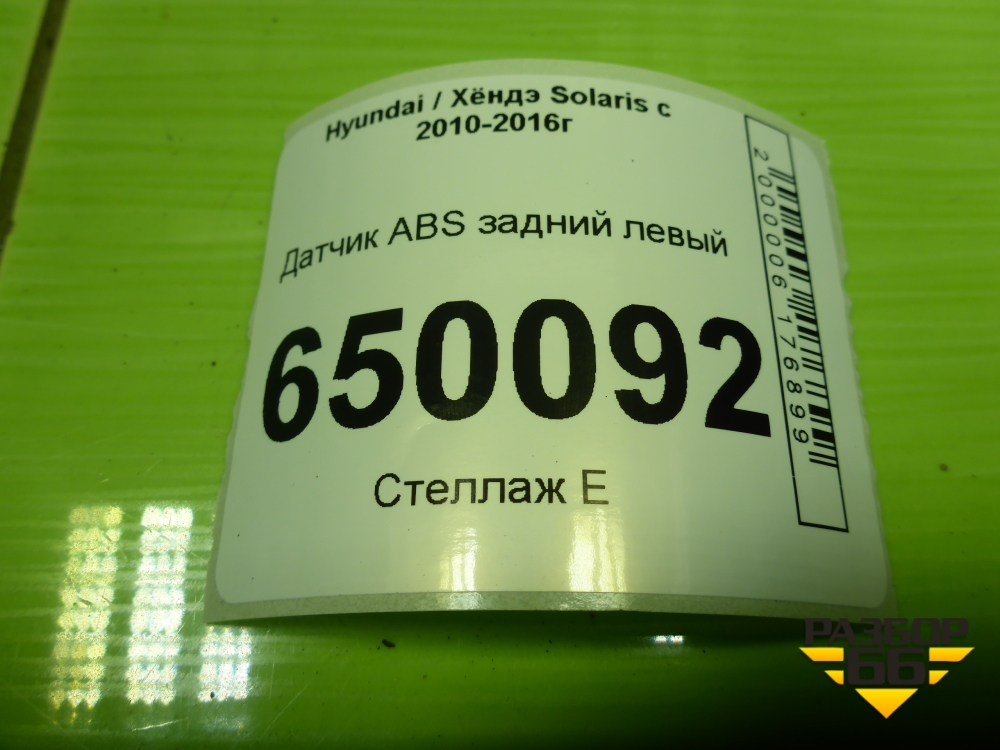 Hyundai / Хёндэ Solaris с
2010-2016г
Датчик ABS задний левый
650092
Стеллаж Е
2000006176899
РАЗБОР
66